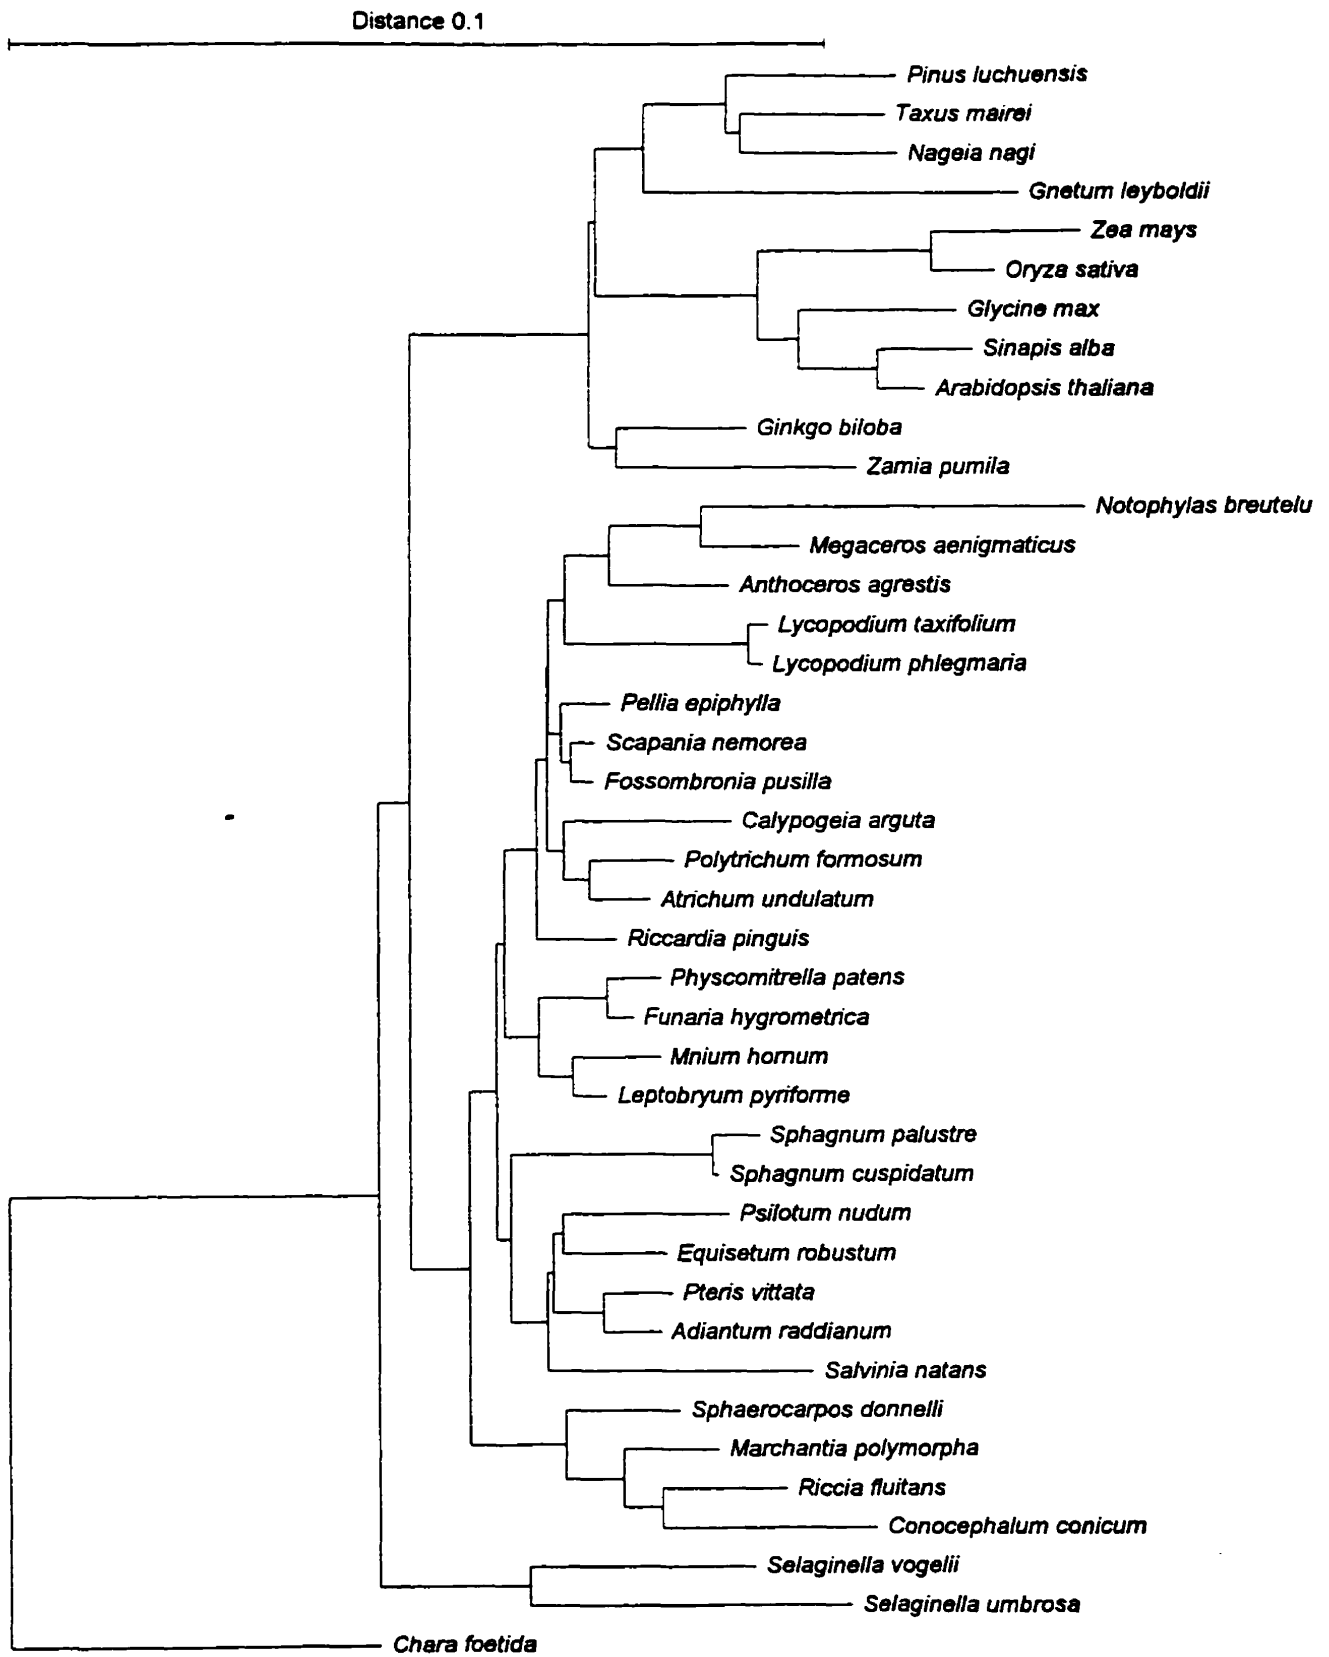 Distance 0.1
Pinus luchuensis
Taxus mairei
Nageia nagi
Gnetum leyboldii
Zea mays
Oryza sativa
Glycine max
Sinapis alba
Arabidopsis thaliana
Ginkgo biloba
Zamia pumila
Notophylas breutelu
Megaceros aenigmaticus
Anthoceros agrestis
Lycopodium taxifolium
Lycopodium phlegmaria
Pellia epiphylla
Scapania nemorea
Fossombronia pusilla
Calypogeia arguta
Polytrichum formosum
Atrichum undulatum
Riccardia pinguis
Physcomitrella patens
Funaria hygrometrica
Mnium hornum
Leptobryum pyriforme
Sphagnum palustre
Sphagnum cuspidatum
Psilotum nudum
Equisetum robustum
Pteris vittata
Adiantum raddianum
Salvinia natans
Sphaerocarpos donnelli
Marchantia polymorpha
Riccia fluitans
Conocephalum conicum
Selaginella vogelii
Selaginella umbrosa
Chara foetida